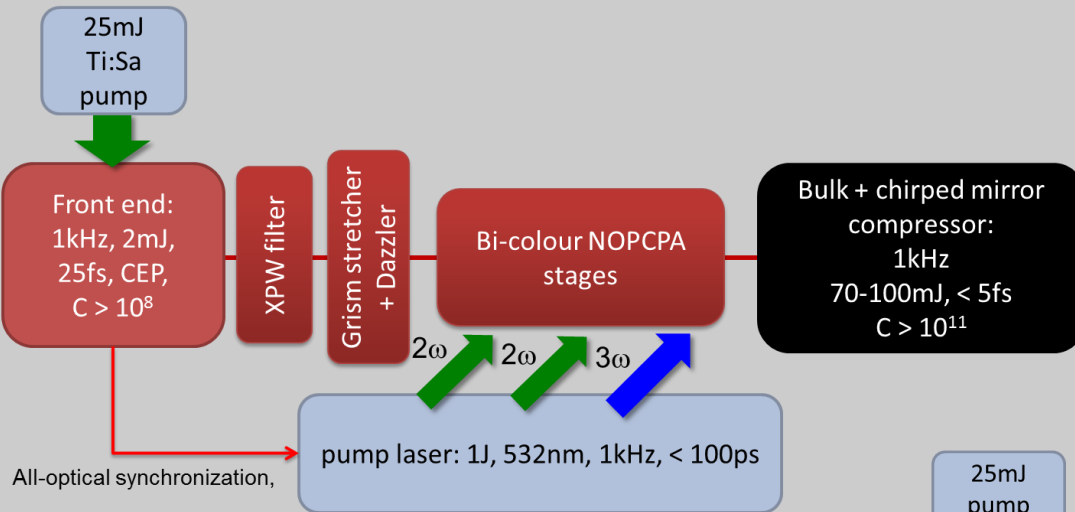 25mJ
Ti:Sa
pump
Front end:
1kHz, 2mJ,
25fs, CEP,
C > 10⁸
XPW filter
Grism stretcher
+ Dazzler
Bi-colour NOPCPA
stages
Bulk + chirped mirror
compressor:
1kHz
70-100mJ, < 5fs
C > 10¹¹
2ω
2ω
3ω
pump laser: 1J, 532nm, 1kHz, < 100ps
All-optical synchronization,
25mJ
pump